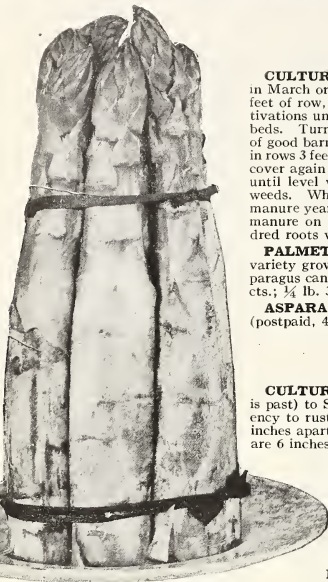 CULTUR
in March or
feet of row,
tivations un
beds. Turn
of good barn
in rows 3 fee
cover again
until level v
weeds. Wh
manure yea
manure on
dred roots v
PALMET
variety grov
paragus can
cts.; ¼ lb. 3
ASPARA
(postpaid, 4
CULTUR
is past) to S
ency to rust
inches apart
are 6 inches